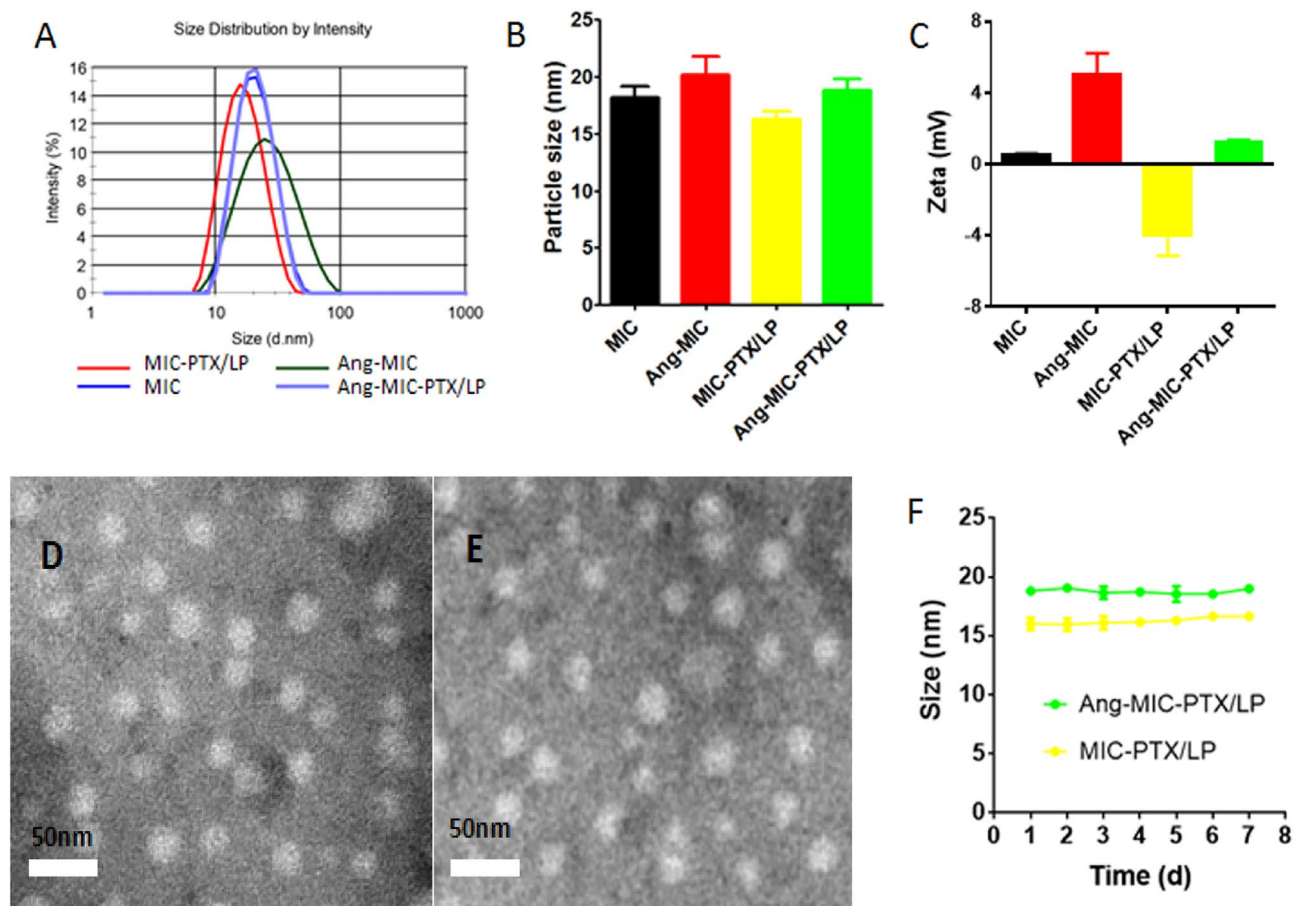 A
Size Distribution by Intensity
Intensity (%)
16
14
12
10
8
6
4
2
0
1
10
100
1000
Size (d.nm)
MIC-PTX/LP
Ang-MIC
MIC
Ang-MIC-PTX/LP
B
Particle size (nm)
25
20
15
10
5
0
MIC
Ang-MIC
MIC-PTX/LP
Ang-MIC-PTX/LP
C
Zeta (mV)
8
4
0
-4
-8
MIC
Ang-MIC
MIC-PTX/LP
Ang-MIC-PTX/LP
D
50nm
E
50nm
F
Size (nm)
25
20
15
10
5
0
Ang-MIC-PTX/LP
MIC-PTX/LP
0 1 2 3 4 5 6 7 8
Time (d)